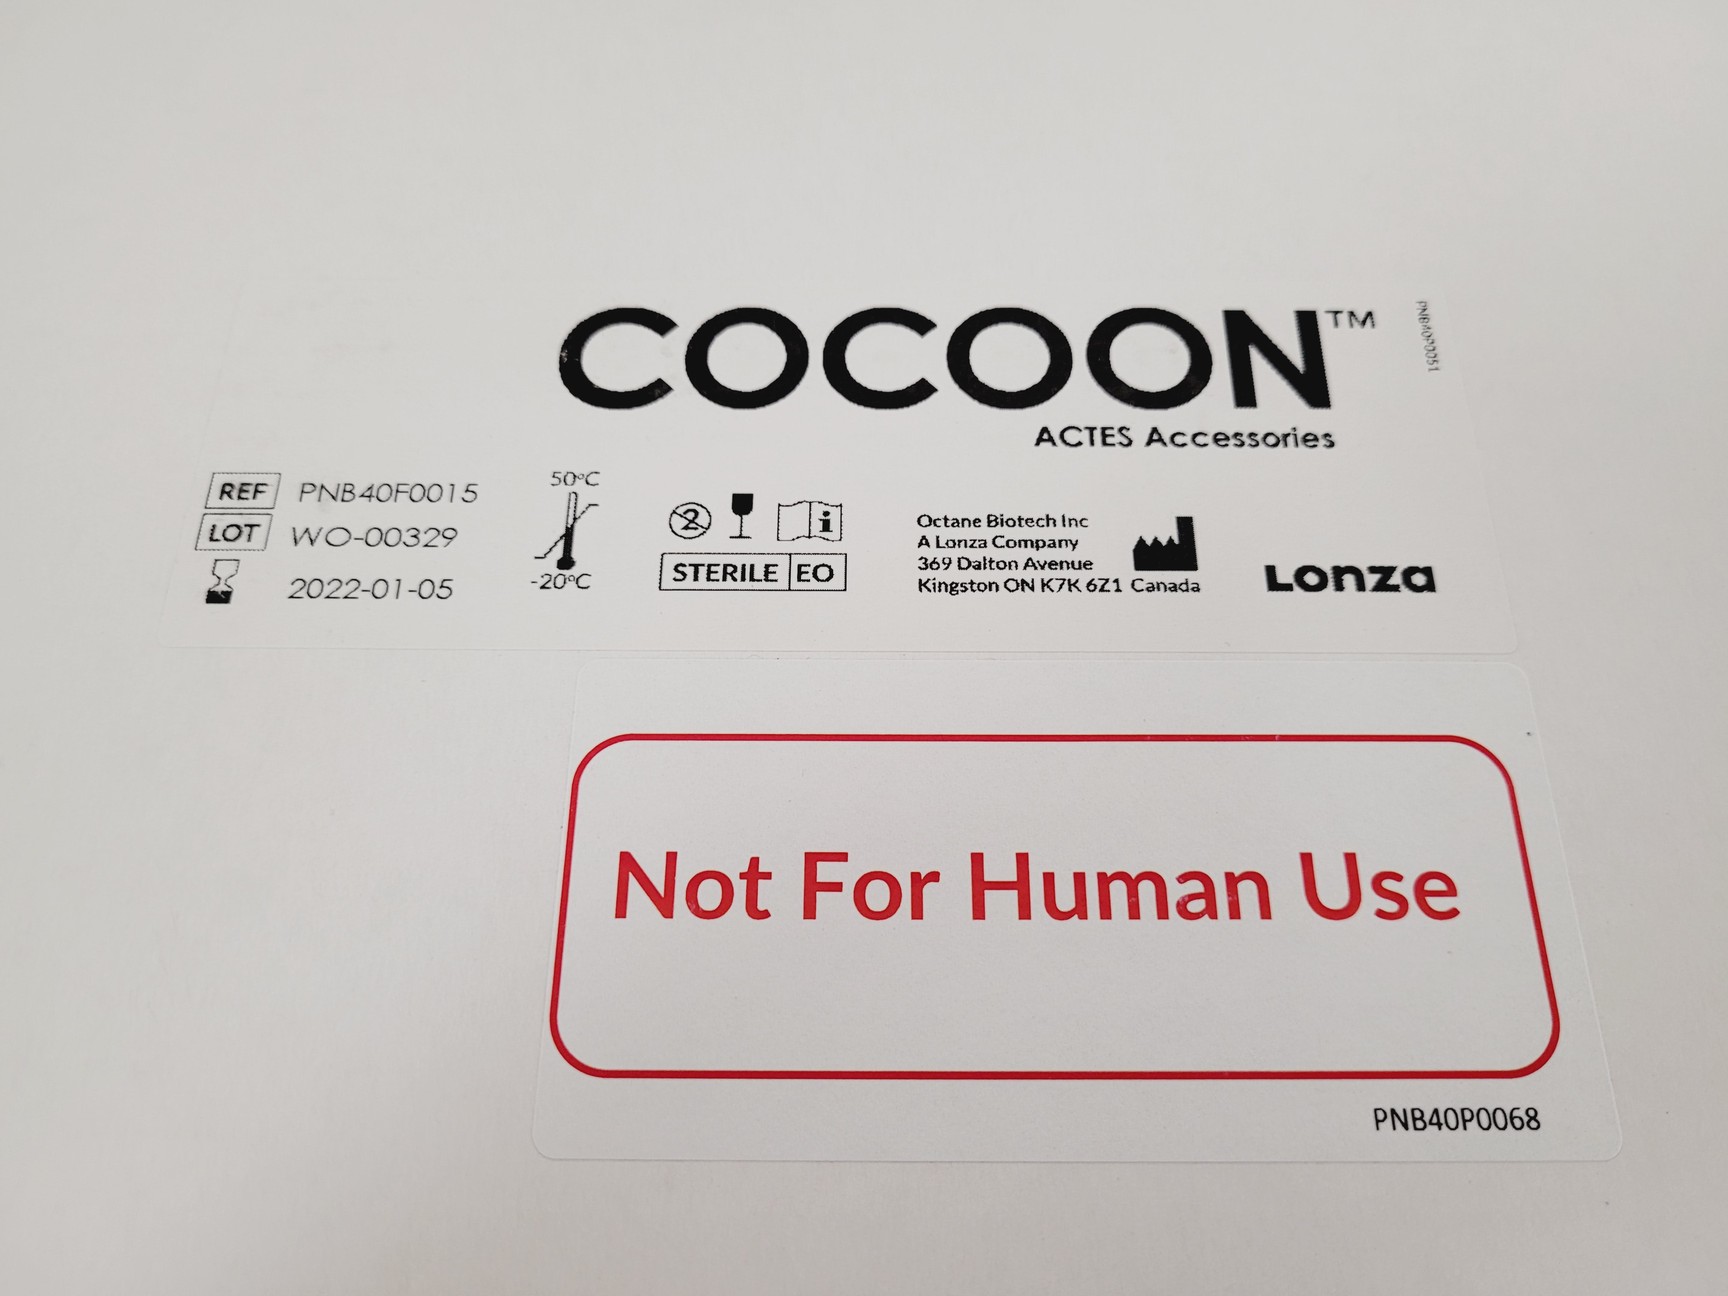 COCOON™
PNB40P0051
ACTES Accessories
REF PNB40F0015
LOT WO-00329
2022-01-05
50°C
-20°C
2
i
STERILE EO
Octane Biotech Inc
A Lonza Company
369 Dalton Avenue
Kingston ON K7K 6Z1 Canada
Lonza
Not For Human Use
PNB40P0068